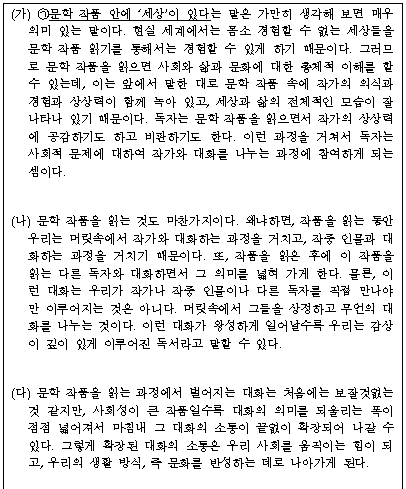 (가) ㉠문학 작품 안에 '세상'이 있다는 말은 가만히 생각해 보면 매우
의미 있는 말이다. 현실 세계에서는 몸소 경험할 수 없는 세상들을
문학 작품 읽기를 통해서는 경험할 수 있게 하기 때문이다. 그러므
로 문학 작품을 읽으면 사회와 삶과 문화에 대한 총체적 이해를 할
수 있는데, 이는 앞에서 말한 대로 문학 작품 속에 작가의 의식과
경험과 상상력이 함께 녹아 있고, 세상과 삶의 전체적인 모습이 잘
나타나 있기 때문이다. 독자는 문학 작품을 읽으면서 작가의 상상력
에 공감하기도 하고 비판하기도 한다. 이런 과정을 거쳐서 독자는
사회적 문제에 대하여 작가와 대화를 나누는 과정에 참여하게 되는
셈이다.
(나) 문학 작품을 읽는 것도 마찬가지이다. 왜냐하면, 작품을 읽는 동안
우리는 머릿속에서 작가와 대화하는 과정을 거치고, 작중 인물과 대
화하는 과정을 거치기 때문이다. 또, 작품을 읽은 후에 이 작품을
읽는 다른 독자와 대화하면서 그 의미를 넓혀 가게 한다. 물론, 이
런 대화는 우리가 작가나 작중 인물이나 다른 독자를 직접 만나야
만 이루어지는 것은 아니다. 머릿속에서 그들을 상정하고 무언의 대
화를 나누는 것이다. 이런 대화가 왕성하게 일어날수록 우리는 감상
이 깊이 있게 이루어진 독서라고 말할 수 있다.
(다) 문학 작품을 읽는 과정에서 벌어지는 대화는 처음에는 보잘것없는
것 같지만, 사회성이 큰 작품일수록 대화의 의미를 되울리는 폭이
점점 넓어져서 마침내 그 대화의 소통이 끝없이 확장되어 나갈 수
있다. 그렇게 확장된 대화의 소통은 우리 사회를 움직이는 힘이 되
고, 우리의 생활 방식, 즉 문화를 반성하는 데로 나아가게 된다.